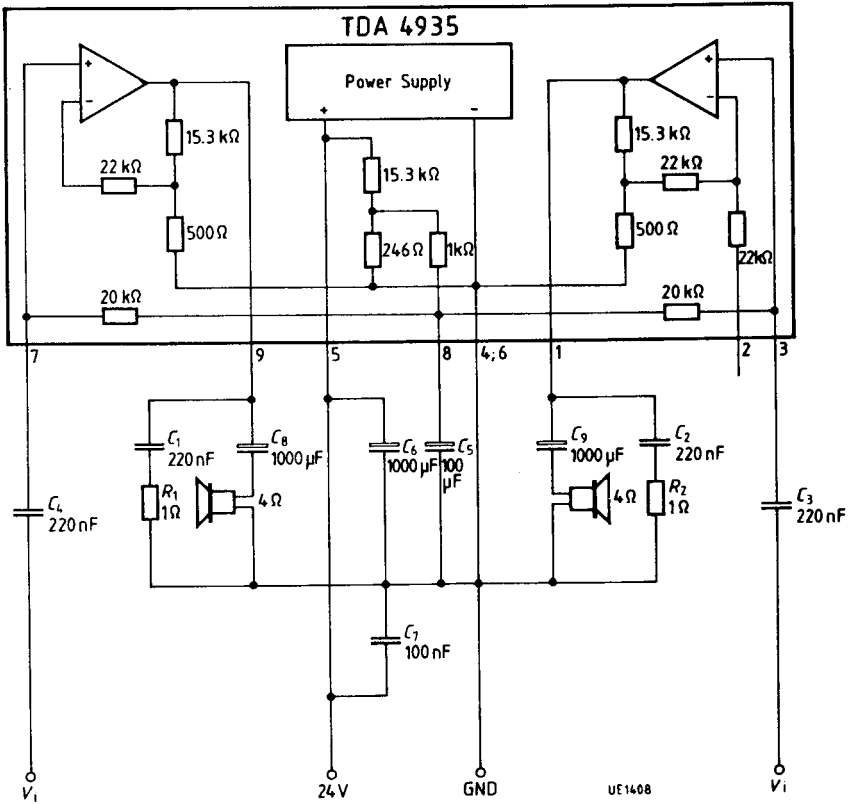 TDA 4935
Power Supply
+
-
+
-
+
-
15.3 kΩ
22 kΩ
500 Ω
15.3 kΩ
246 Ω
1kΩ
15.3 kΩ
22 kΩ
500 Ω
22kΩ
20 kΩ
20 kΩ
7
9
5
8
4; 6
1
2
3
C1
220 nF
C8
1000 µF
C6
1000 µF
C5
100
µF
C9
1000 µF
C2
220 nF
R1
1Ω
4Ω
4Ω
R2
1Ω
C4
220 nF
C3
220 nF
C7
100 nF
Vi
24V
GND
UE1408
Vi